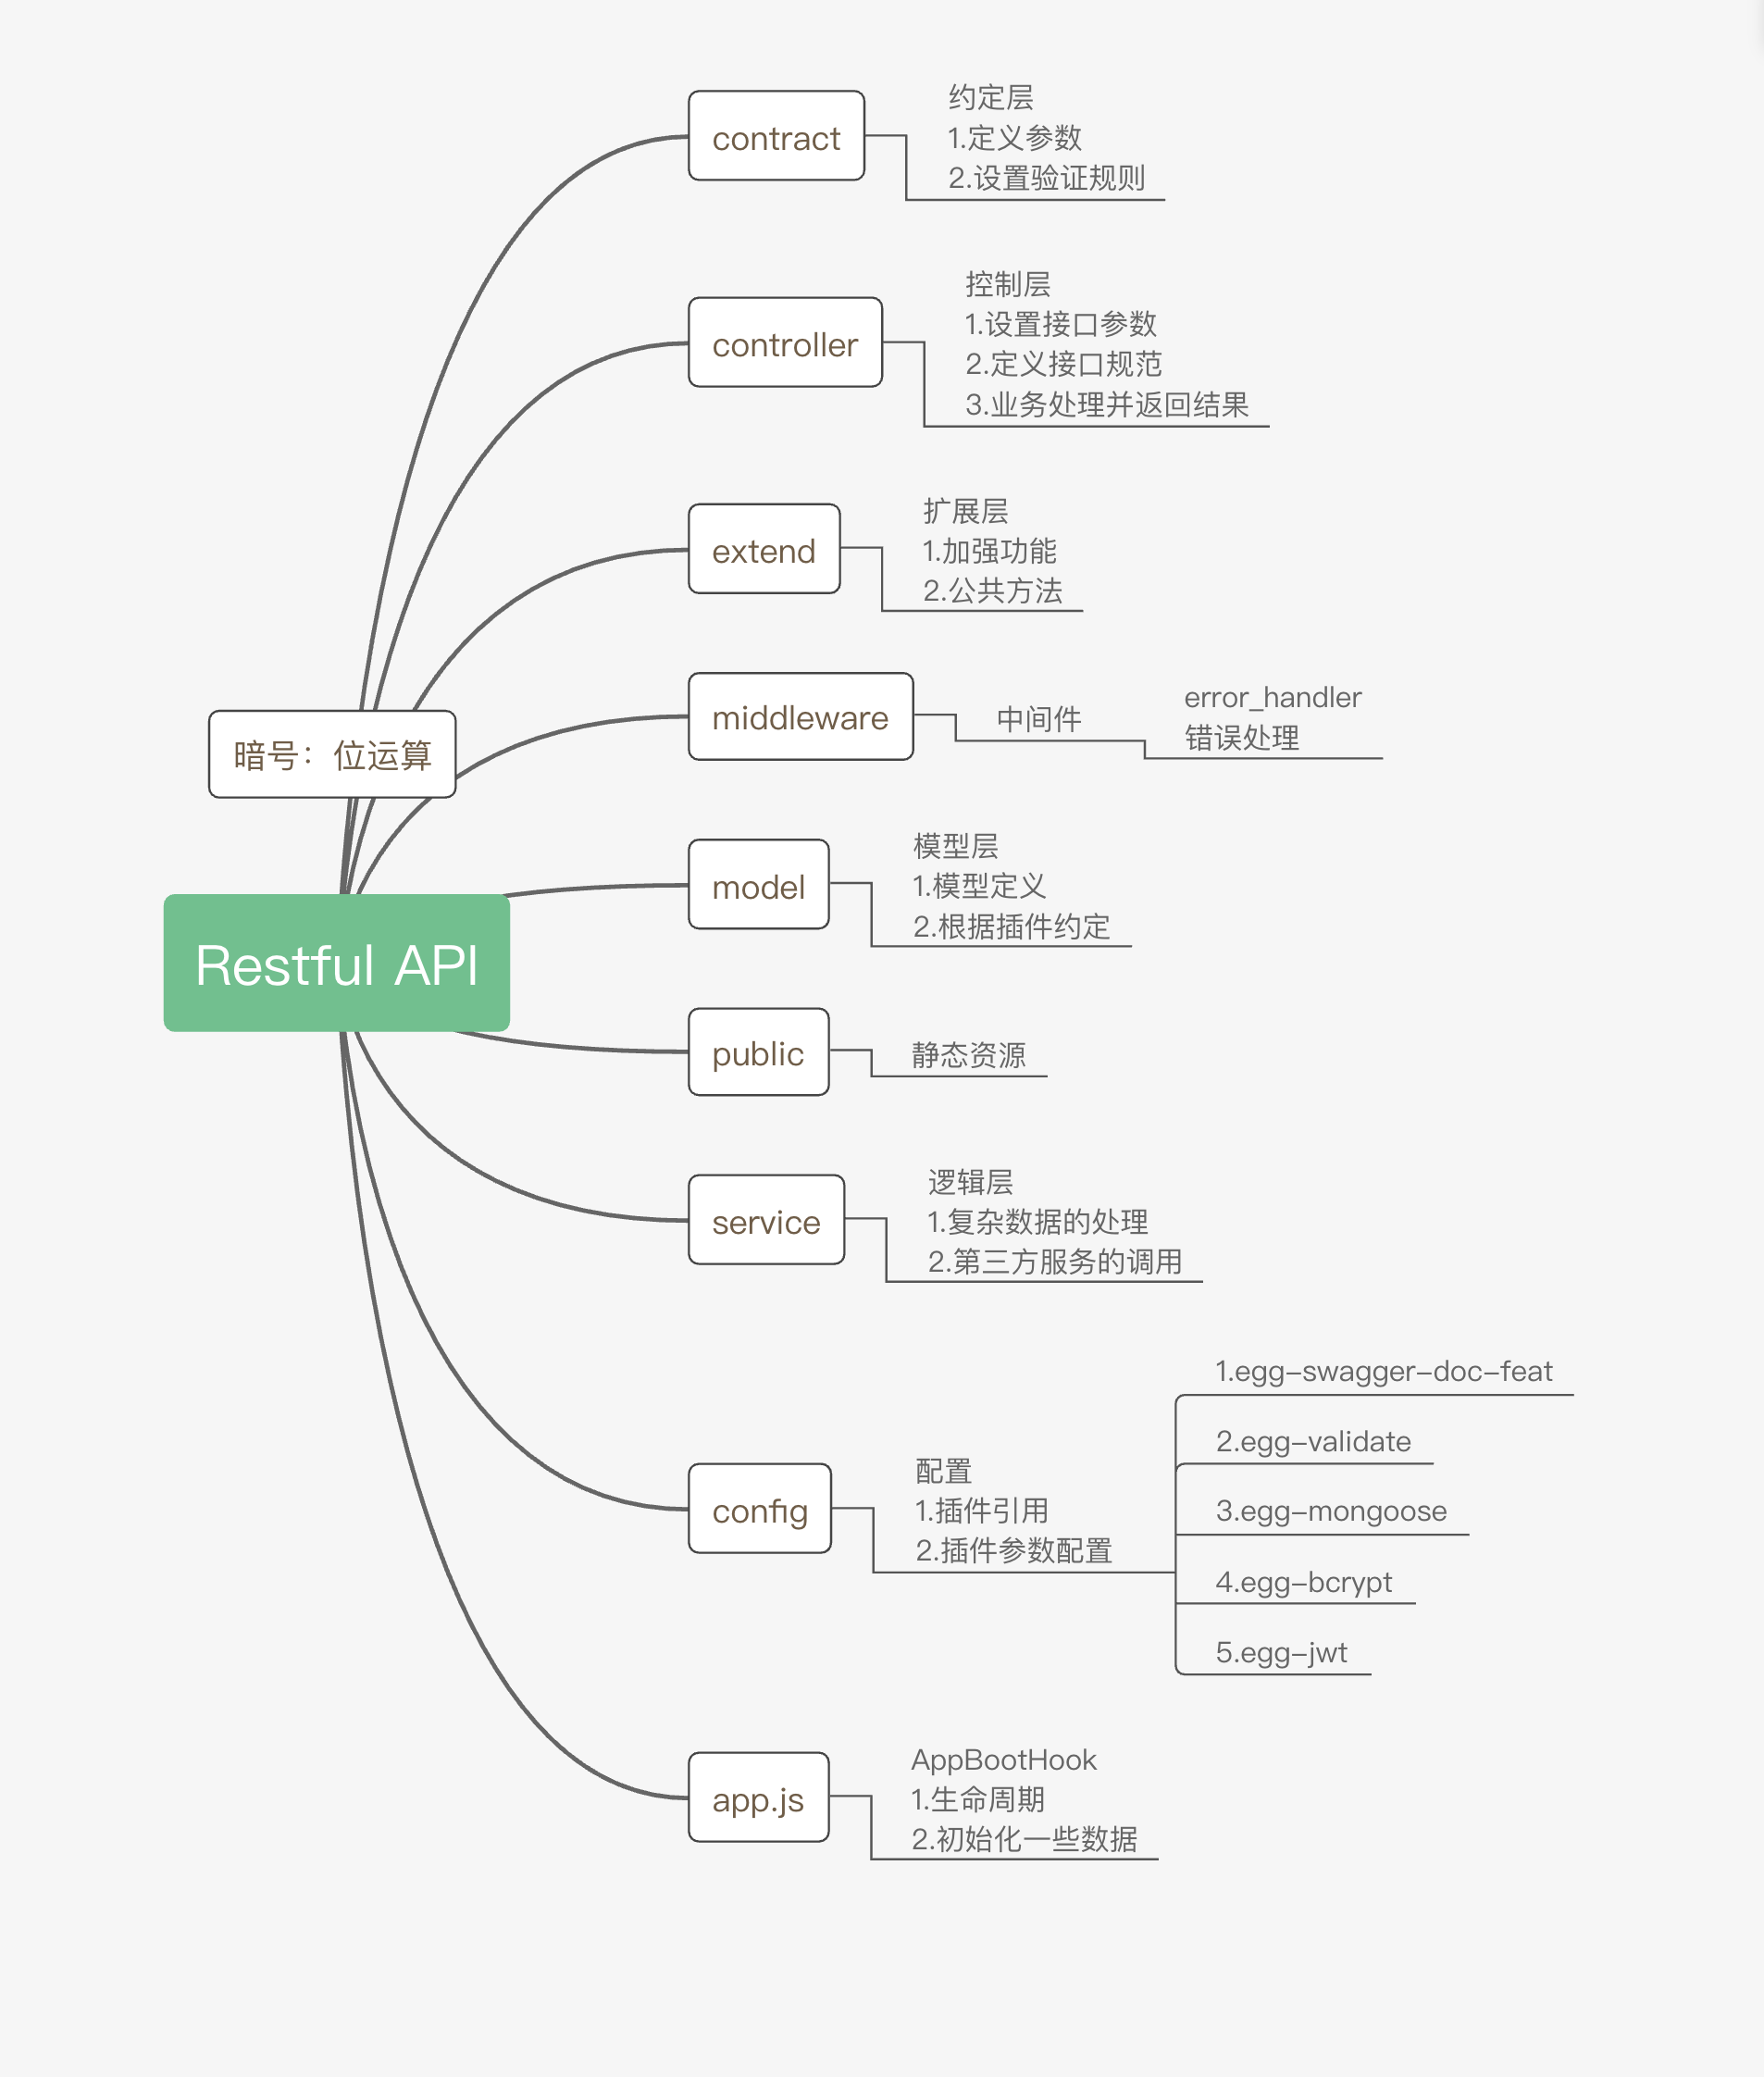 contract
约定层
1.定义参数
2.设置验证规则
controller
控制层
1.设置接口参数
2.定义接口规范
3.业务处理并返回结果
extend
扩展层
1.加强功能
2.公共方法
middleware
中间件
error_handler
错误处理
暗号：位运算
Restful API
model
模型层
1.模型定义
2.根据插件约定
public
静态资源
service
逻辑层
1.复杂数据的处理
2.第三方服务的调用
config
配置
1.插件引用
2.插件参数配置
1.egg-swagger-doc-feat
2.egg-validate
3.egg-mongoose
4.egg-bcrypt
5.egg-jwt
app.js
AppBootHook
1.生命周期
2.初始化一些数据